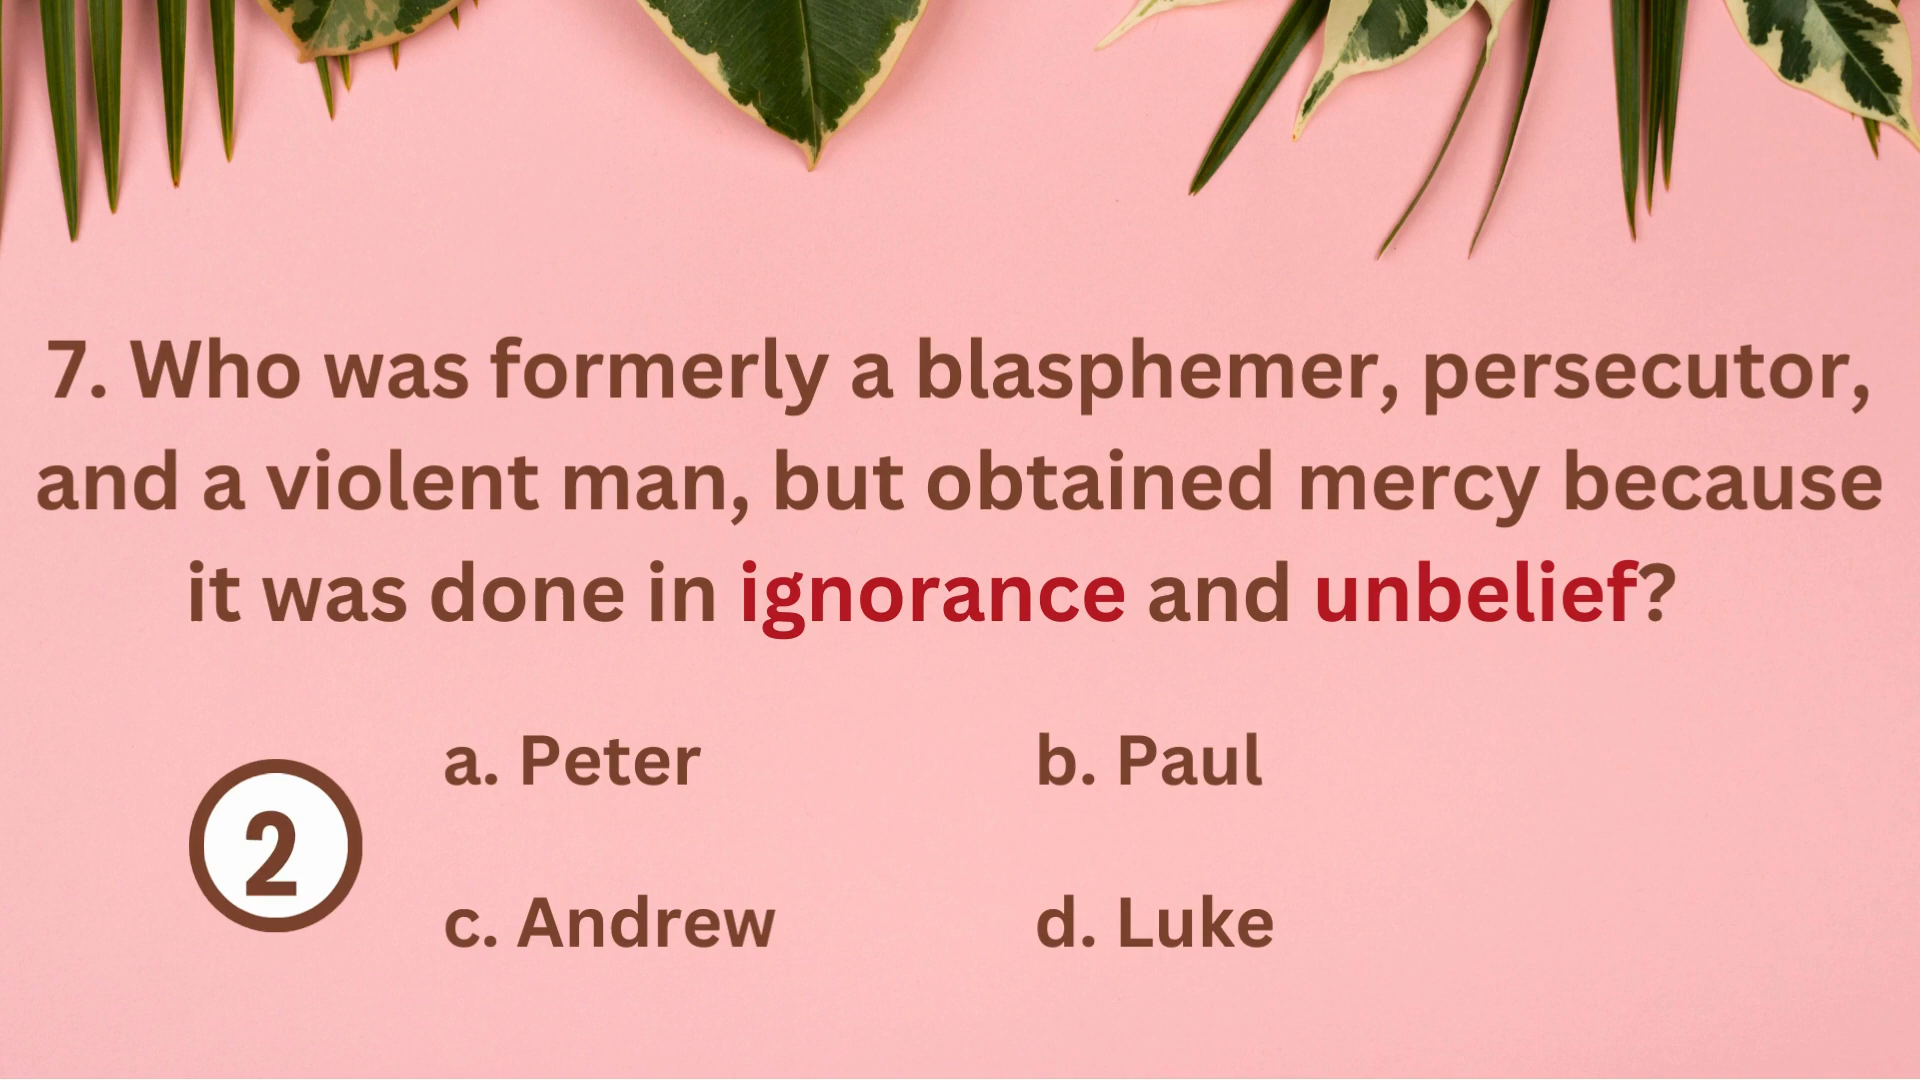 7. Who was formerly a blasphemer, persecutor,
and a violent man, but obtained mercy because
it was done in ignorance and unbelief?
a. Peter
b. Paul
2
c. Andrew
d. Luke